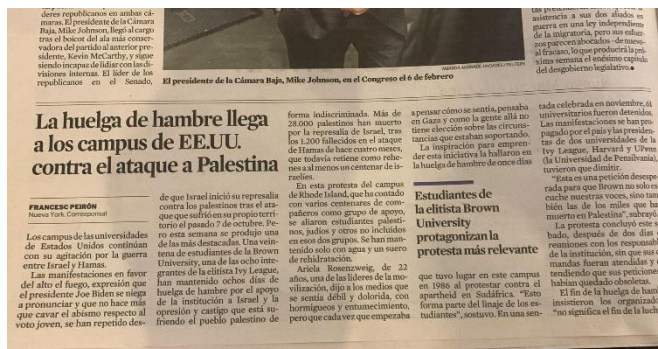 deres republicanos en ambas cá-
maras. El presidente de la Cámara
Baja, Mike Johnson, llegó al cargo
tras el boicot del ala más conser-
vadora del partido al anterior pre-
sidente, Kevin McCarthy, y sigue
siendo incapaz de lidiar con las di-
visiones internas. El líder de los
republicanos en el Senado,
El presidente de la Cámara Baja, Mike Johnson, en el Congreso el 6 de febrero
asistencia a sus dos aliados en
guerra en una ley independiente
de la migratoria, pero sus esfuer-
zos parecen abocados –de nuevo–
al fracaso, lo que producirá la pró-
xima semana el enésimo capítulo
del desgobierno legislativo.
La huelga de hambre llega
a los campus de EE.UU.
contra el ataque a Palestina
FRANCESC PEIRÓN
Nueva York. Corresponsal
Los campus de las universidades
de Estados Unidos continúan
con su agitación por la guerra
entre Israel y Hamas.
Las manifestaciones en favor
del alto el fuego, expresión que
el presidente Joe Biden se niega
a pronunciar y que no hace más
que cavar el abismo respecto al
voto joven, se han repetido des-
de que Israel inició su represalia
contra los palestinos tras el ata-
que que sufrió en su propio terri-
torio el pasado 7 de octubre. Pe-
ro esta semana se produjo una
de las más destacadas. Una vein-
tena de estudiantes de la Brown
University, una de las ocho inte-
grantes de la elitista Ivy League,
han mantenido ocho días de
huelga de hambre por el apoyo
de la institución a Israel y la
opresión y castigo que está su-
friendo el pueblo palestino de
forma indiscriminada. Más de
28.000 palestinos han muerto
por la represalia de Israel, tras
los 1.200 fallecidos en el ataque
de Hamas de hace cuatro meses,
que todavía retiene como rehe-
nes a al menos un centenar de is-
raelíes.
En esta protesta del campus
de Rhode Island, que ha contado
con varios centenares de com-
pañeros como grupo de apoyo,
se aliaron estudiantes palesti-
nos, judíos y otros no incluidos
en esos dos grupos. Se han man-
tenido solo con agua y un suero
de rehidratación.
Ariela Rosenzweig, de 22
años, una de las líderes de la mo-
vilización, dijo a los medios que
se sentía débil y dolorida, con
hormigueos y entumecimiento,
pero que cada vez que empezaba
a pensar cómo se sentía, pensaba
en Gaza y como la gente allá no
tiene elección sobre las circuns-
tancias que estaban soportando.
La inspiración para empren-
der esta iniciativa la hallaron en
la huelga de hambre de once días
Estudiantes de
la elitista Brown
University
protagonizan la
protesta más relevante
que tuvo lugar en este campus
en 1986 al protestar contra el
apartheid en Sudáfrica. "Esto
forma parte del linaje de los es-
tudiantes", sostuvo. En una sen-
tada celebrada en noviembre, 61
universitarios fueron detenidos.
Las manifestaciones se han pro-
pagado por el país y las presiden-
tas de dos universidades de la
Ivy League, Harvard y UPenn
(la Universidad de Pensilvania),
tuvieron que dimitir.
"Esta es una petición deses­pe-
rada para que Brown no solo es-
cuche nuestras voces, sino tam-
bién las de los miles que ha
muerto en Palestina", subrayó.
La protesta concluyó este s
bado, después de dos días
reuniones con los responsabl
de la institución, sin que sus
mandas fueran atendidas y
tendiendo que sus peticiones
habían quedado obsoletas.
El fin de la huelga de ham
insistieron los organizado
"no significa el fin de la luch